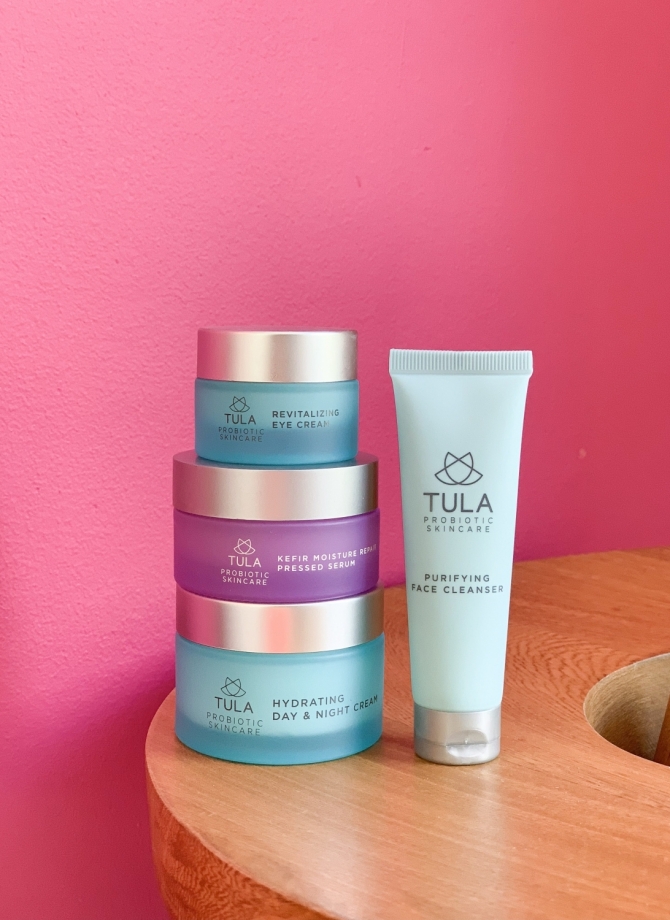 TULA
PROBIOTIC
SKINCARE
REVITALIZING
EYE CREAM
TULA
PROBIOTIC
SKINCARE
KEFIR MOISTURE REPAIR
PRESSED SERUM
TULA
PROBIOTIC
SKINCARE
HYDRATING
DAY & NIGHT CREAM
TULA
PROBIOTIC
SKINCARE
PURIFYING
FACE CLEANSER